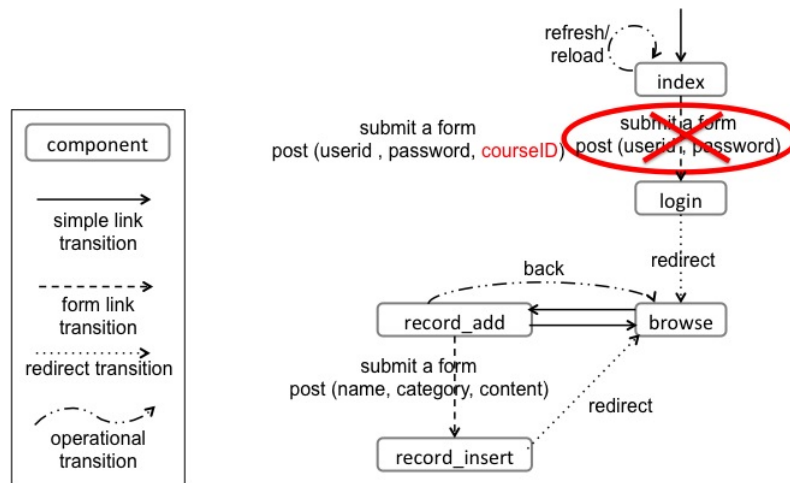 refresh/
reload
index
component
submit a form
post (userid , password, courseID)
submit a form
post (userid , password)
simple link
transition
login
redirect
back
form link
transition
record_add
browse
redirect transition
submit a form
post (name, category, content)
redirect
operational
transition
record_insert